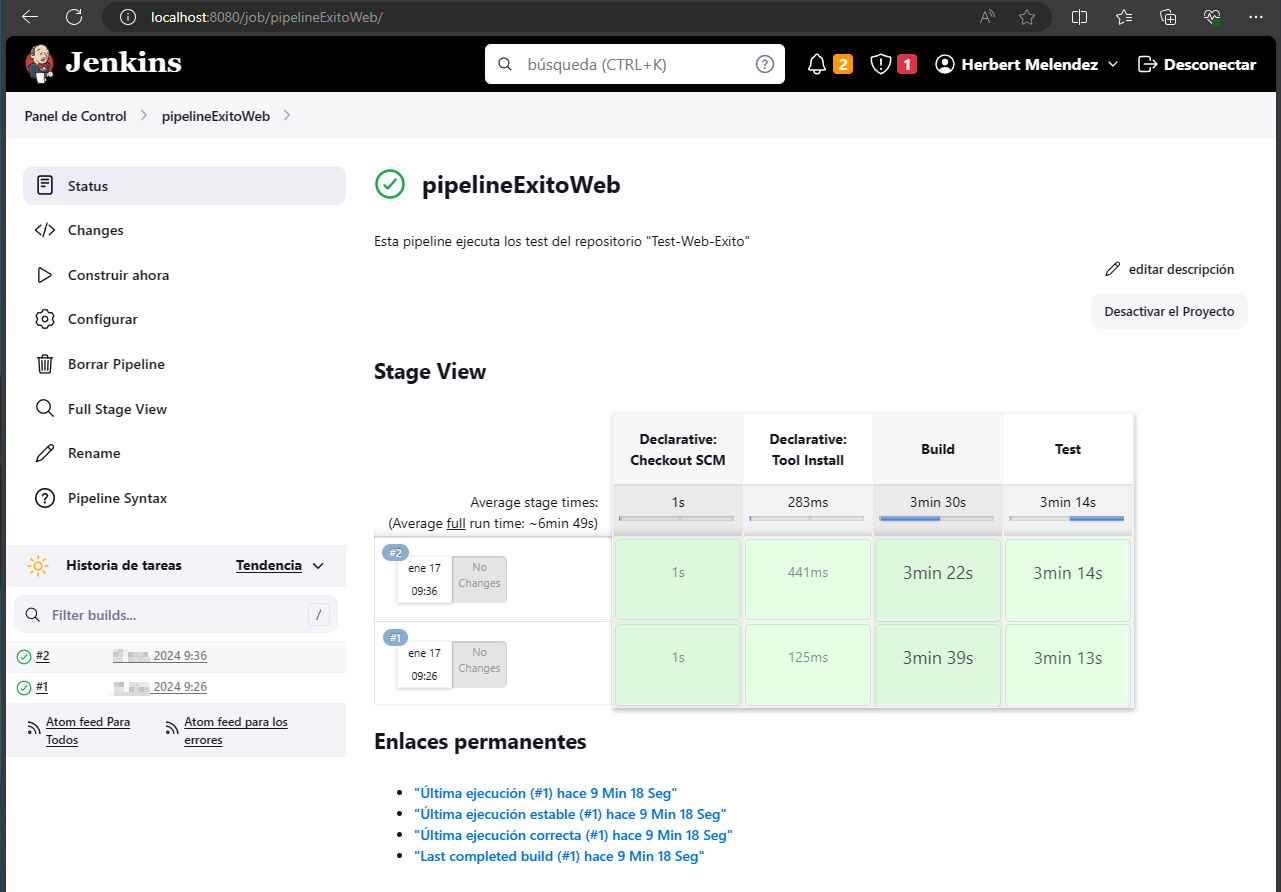 localhost:8080/job/pipelineExitoWeb/
Jenkins
búsqueda (CTRL+K)
2
1
Herbert Melendez
Desconectar
Panel de Control
pipelineExitoWeb
Status
Changes
Construir ahora
Configurar
Borrar Pipeline
Full Stage View
Rename
Pipeline Syntax
Historia de tareas
Tendencia
Filter builds...
/
#2
2024 9:36
#1
2024 9:26
Atom feed Para
Todos
Atom feed para los
errores
pipelineExitoWeb
Esta pipeline ejecuta los test del repositorio "Test-Web-Exito"
editar descripción
Desactivar el Proyecto
Stage View
Declarative:
Checkout SCM
Declarative:
Tool Install
Build
Test
Average stage times:
(Average full run time: ~6min 49s)
1s
283ms
3min 30s
3min 14s
#2
ene 17
09:36
No
Changes
1s
441ms
3min 22s
3min 14s
#1
ene 17
09:26
No
Changes
1s
125ms
3min 39s
3min 13s
Enlaces permanentes
"Última ejecución (#1) hace 9 Min 18 Seg"
"Última ejecución estable (#1) hace 9 Min 18 Seg"
"Última ejecución correcta (#1) hace 9 Min 18 Seg"
"Last completed build (#1) hace 9 Min 18 Seg"